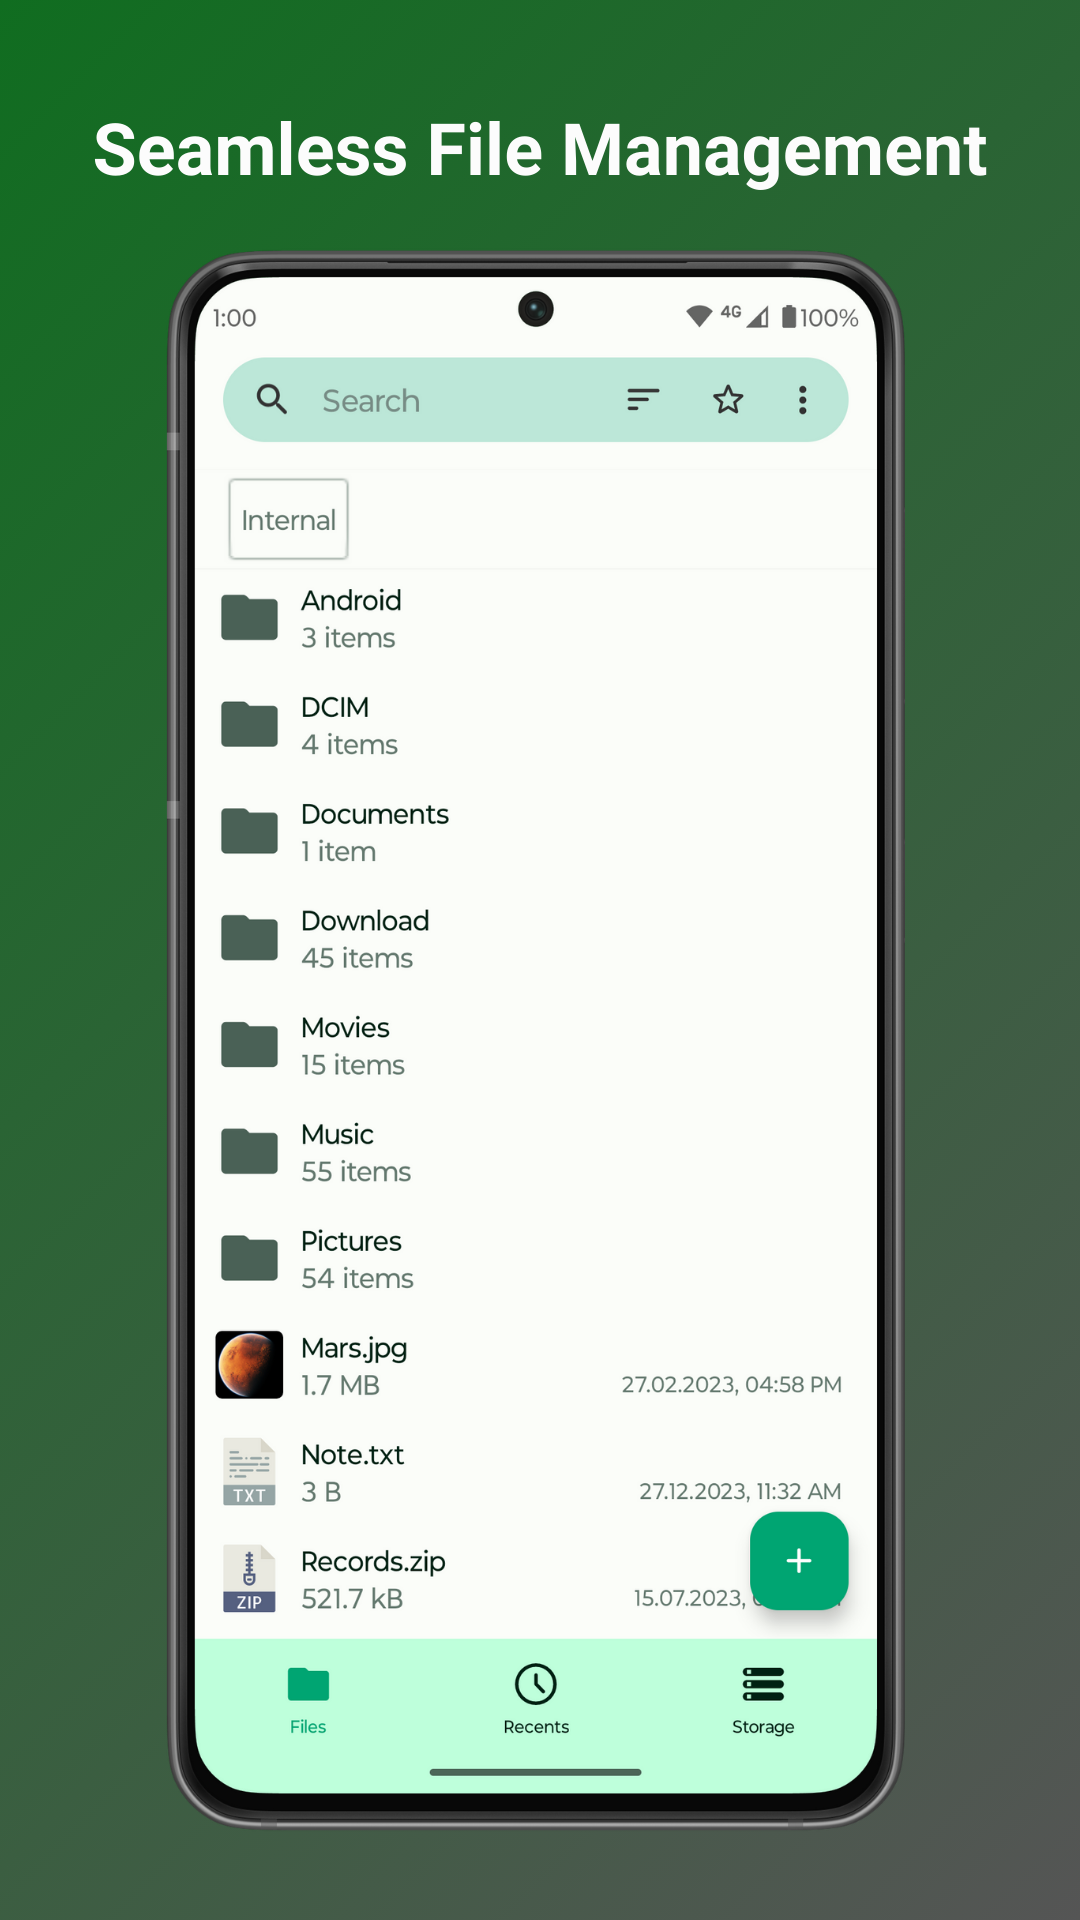 Seamless File Management
1:00
4G
100%
Search
Internal
Android
3 items
DCIM
4 items
Documents
1 item
Download
45 items
Movies
15 items
Music
55 items
Pictures
54 items
Mars.jpg
1.7 MB
27.02.2023, 04:58 PM
TXT
Note.txt
3 B
27.12.2023, 11:32 AM
ZIP
Records.zip
521.7 kB
15.07.2023,
Files
Recents
Storage